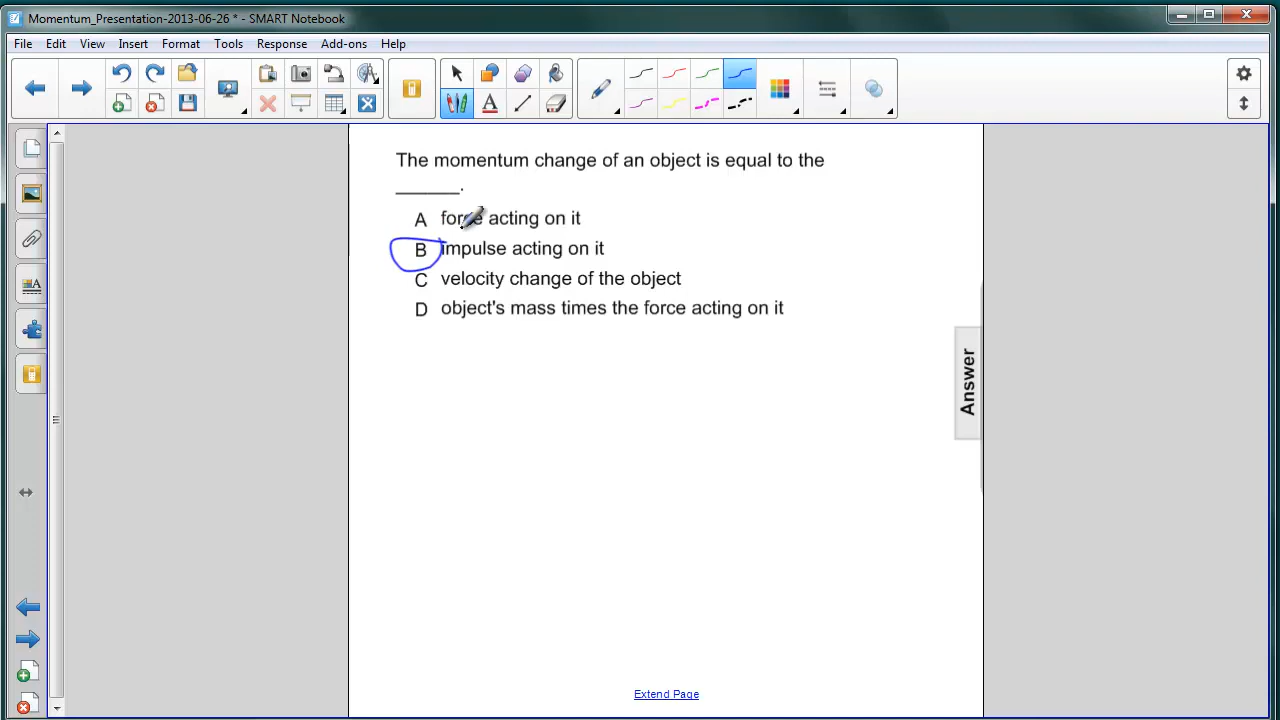 Momentum_Presentation-2013-06-26 * - SMART Notebook
File Edit View Insert Format Tools Response Add-ons Help
The momentum change of an object is equal to the
______.
A force acting on it
B impulse acting on it
C velocity change of the object
D object's mass times the force acting on it
Answer
Extend Page